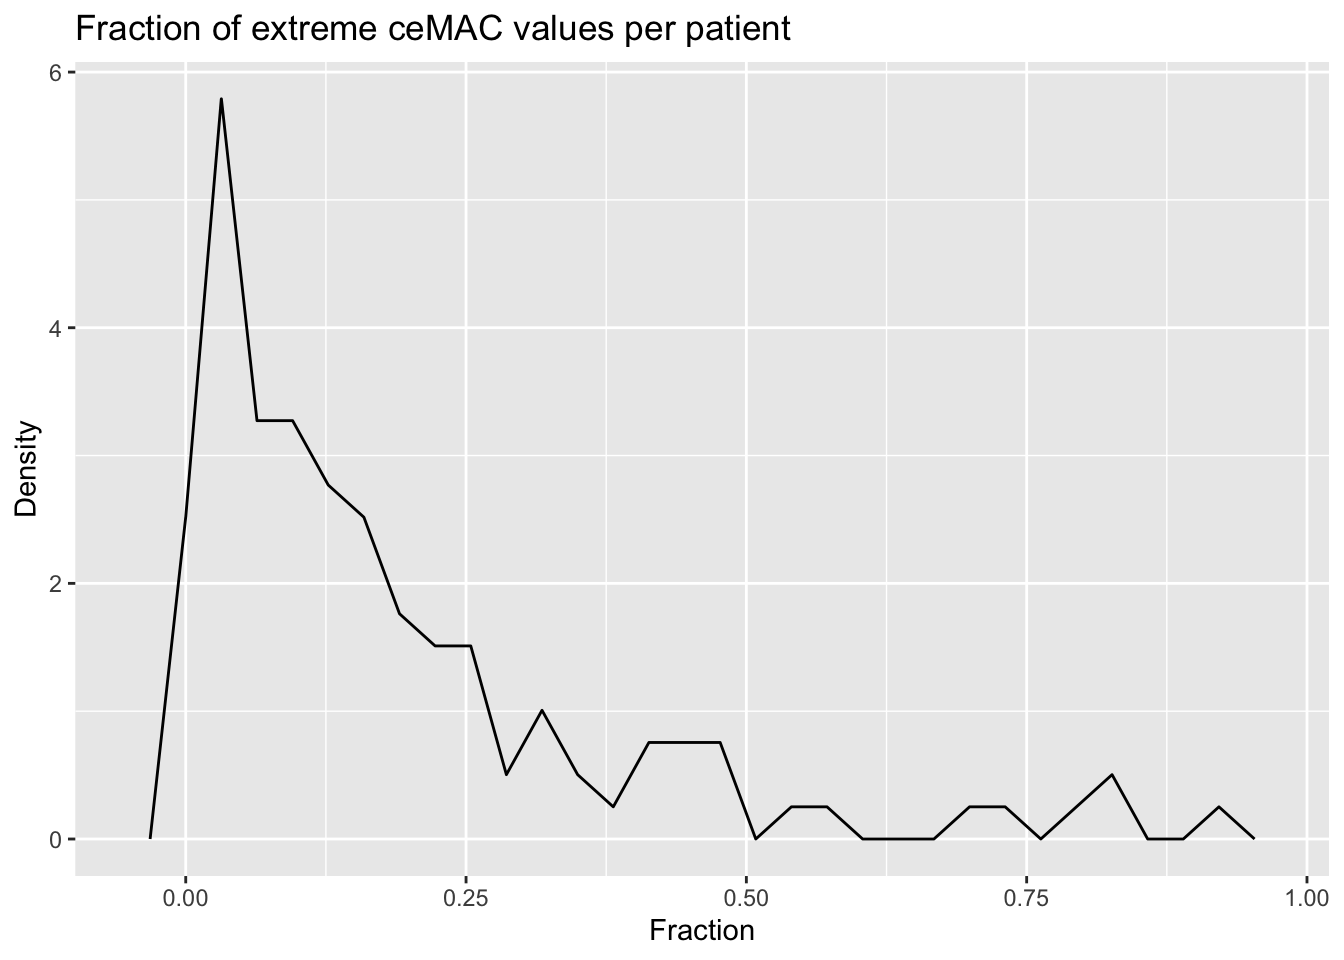 Fraction of extreme ceMAC values per patient
6
4
2
0
Density
0.00 0.25 0.50 0.75 1.00
Fraction